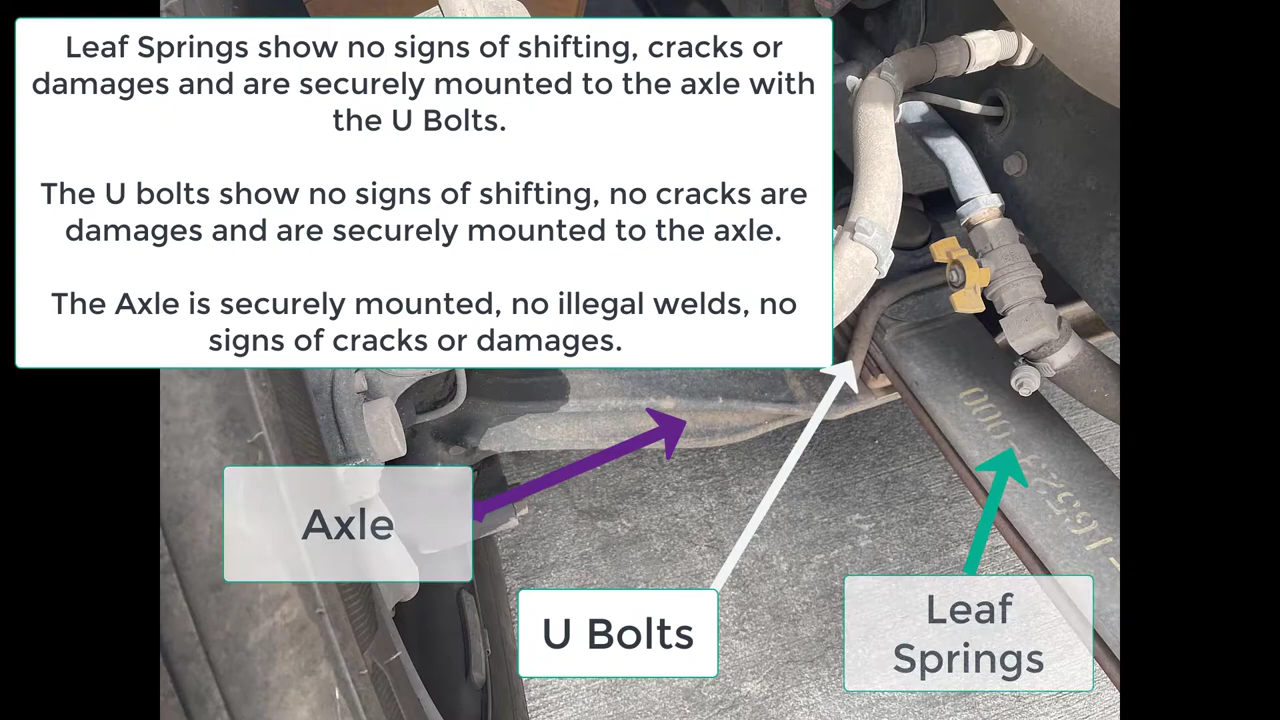 Leaf Springs show no signs of shifting, cracks or
damages and are securely mounted to the axle with
the U Bolts.
The U bolts show no signs of shifting, no cracks are
damages and are securely mounted to the axle.
The Axle is securely mounted, no illegal welds, no
signs of cracks or damages.
Axle
U Bolts
Leaf
Springs